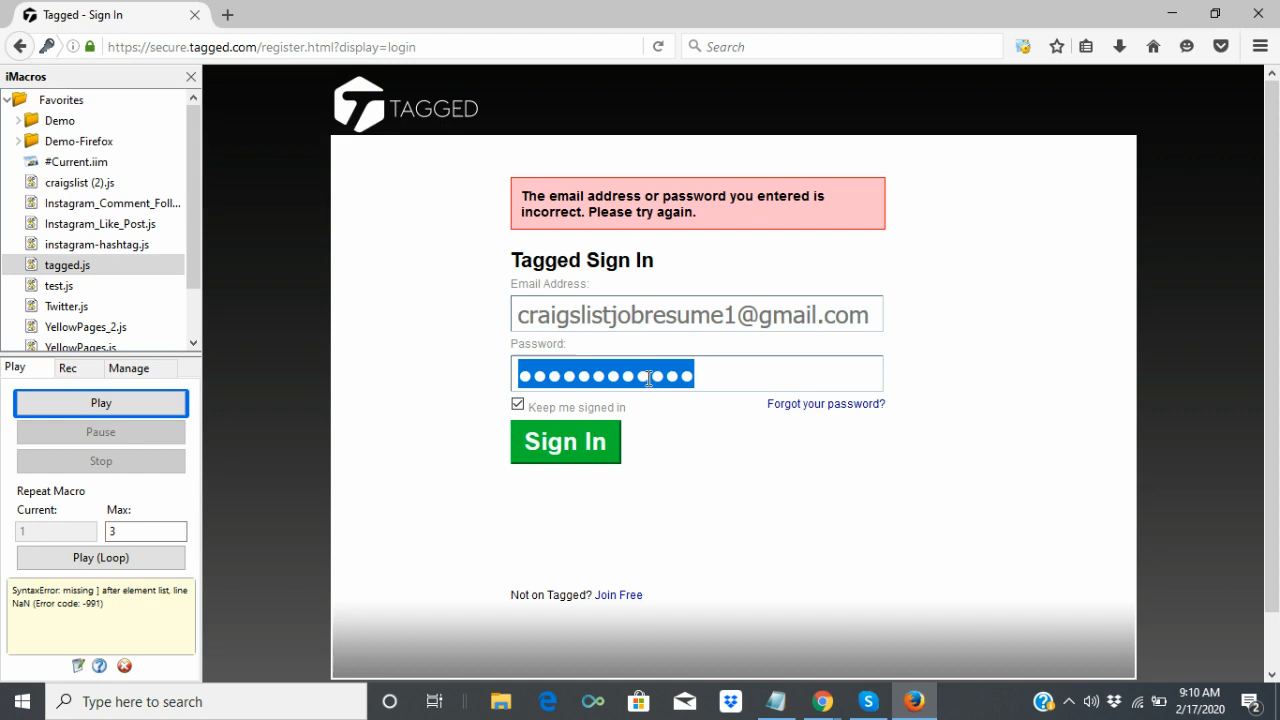 Tagged - Sign In
https://secure.tagged.com/register.html?display=login
Search
iMacros
Favorites
Demo
Demo-Firefox
#Current.iim
craigslist (2).js
Instagram_Comment_Foll...
Instagram_Like_Post.js
instagram-hashtag.js
tagged.js
test.js
Twitter.js
YellowPages_2.js
YellowPages.js
Play
Rec
Manage
Play
Pause
Stop
Repeat Macro
Current:
Max:
1
3
Play (Loop)
SyntaxError: missing ] after element list, line
NaN (Error code: -991)
TAGGED
The email address or password you entered is
incorrect. Please try again.
Tagged Sign In
Email Address:
craigslistjobresume1@gmail.com
Password:
Keep me signed in
Forgot your password?
Sign In
Not on Tagged? Join Free
Type here to search
9:10 AM
2/17/2020
2